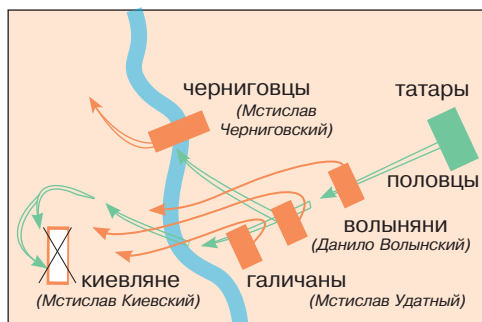 черниговцы
(Мстислав
Черниговский)
татары
половцы
волыняни
(Данило Волынский)
киевляне
(Мстислав Киевский)
галичаны
(Мстислав Удатный)